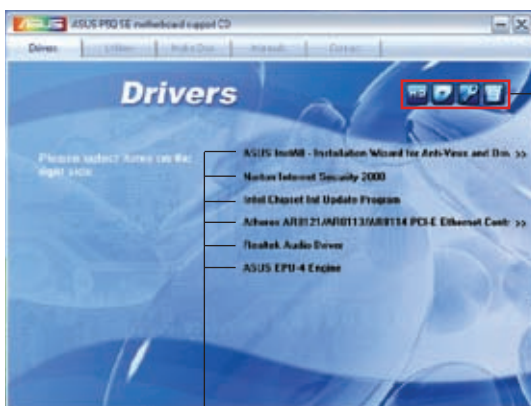 ASUS P5Q SE motherboard support CD
Drivers Utilities Make Disk Manuals Contact
Drivers
Please select items on the right side.
ASUS InstAll - Installation Wizard for Anti-Virus and Driv >>
Norton Internet Security 2008
Intel Chipset Inf Update Program
Atheros AR8121/AR8113/AR8114 PCI-E Ethernet Contr >>
Realtek Audio Driver
ASUS EPU-4 Engine